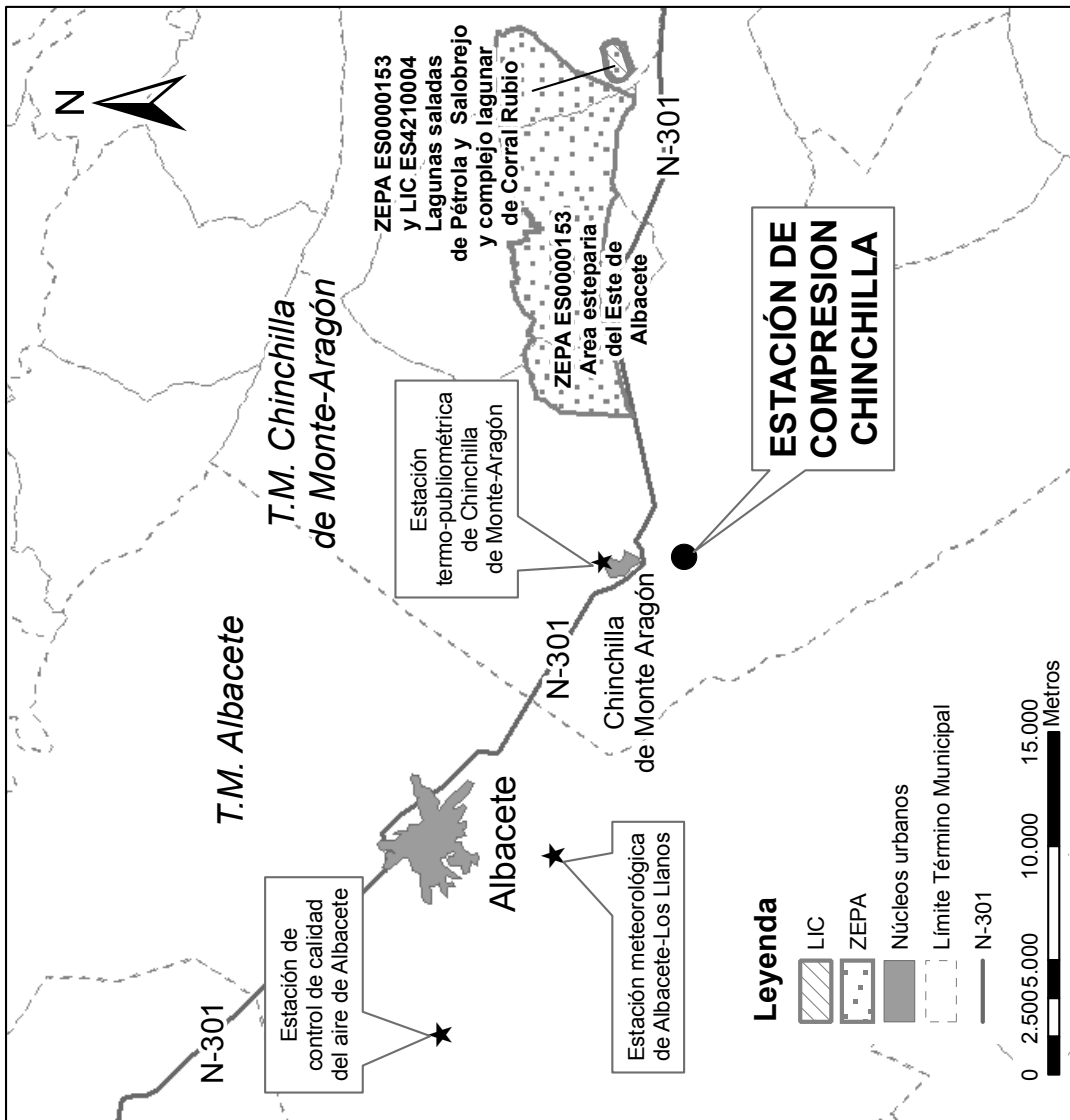 N
T.M. Albacete
T.M. Chinchilla
de Monte-Aragón
ZEPA ES0000153
y LIC ES4210004
Lagunas saladas
de Pétrola y Salobrejo
y complejo lagunar
de Corral Rubio
N-301
Estación de
control de calidad
del aire de Albacete
Albacete
Estación
termo-publiométrica
de Chinchilla
de Monte-Aragón
ZEPA ES0000153
Area esteparia
del Este de
Albacete
N-301
N-301
Estación meteorológica
de Albacete-Los Llanos
Chinchilla
de Monte Aragón
ESTACIÓN DE
COMPRESION
CHINCHILLA
Leyenda
LIC
ZEPA
Núcleos urbanos
Límite Término Municipal
N-301
0 2.500 5.000 10.000 15.000
Metros